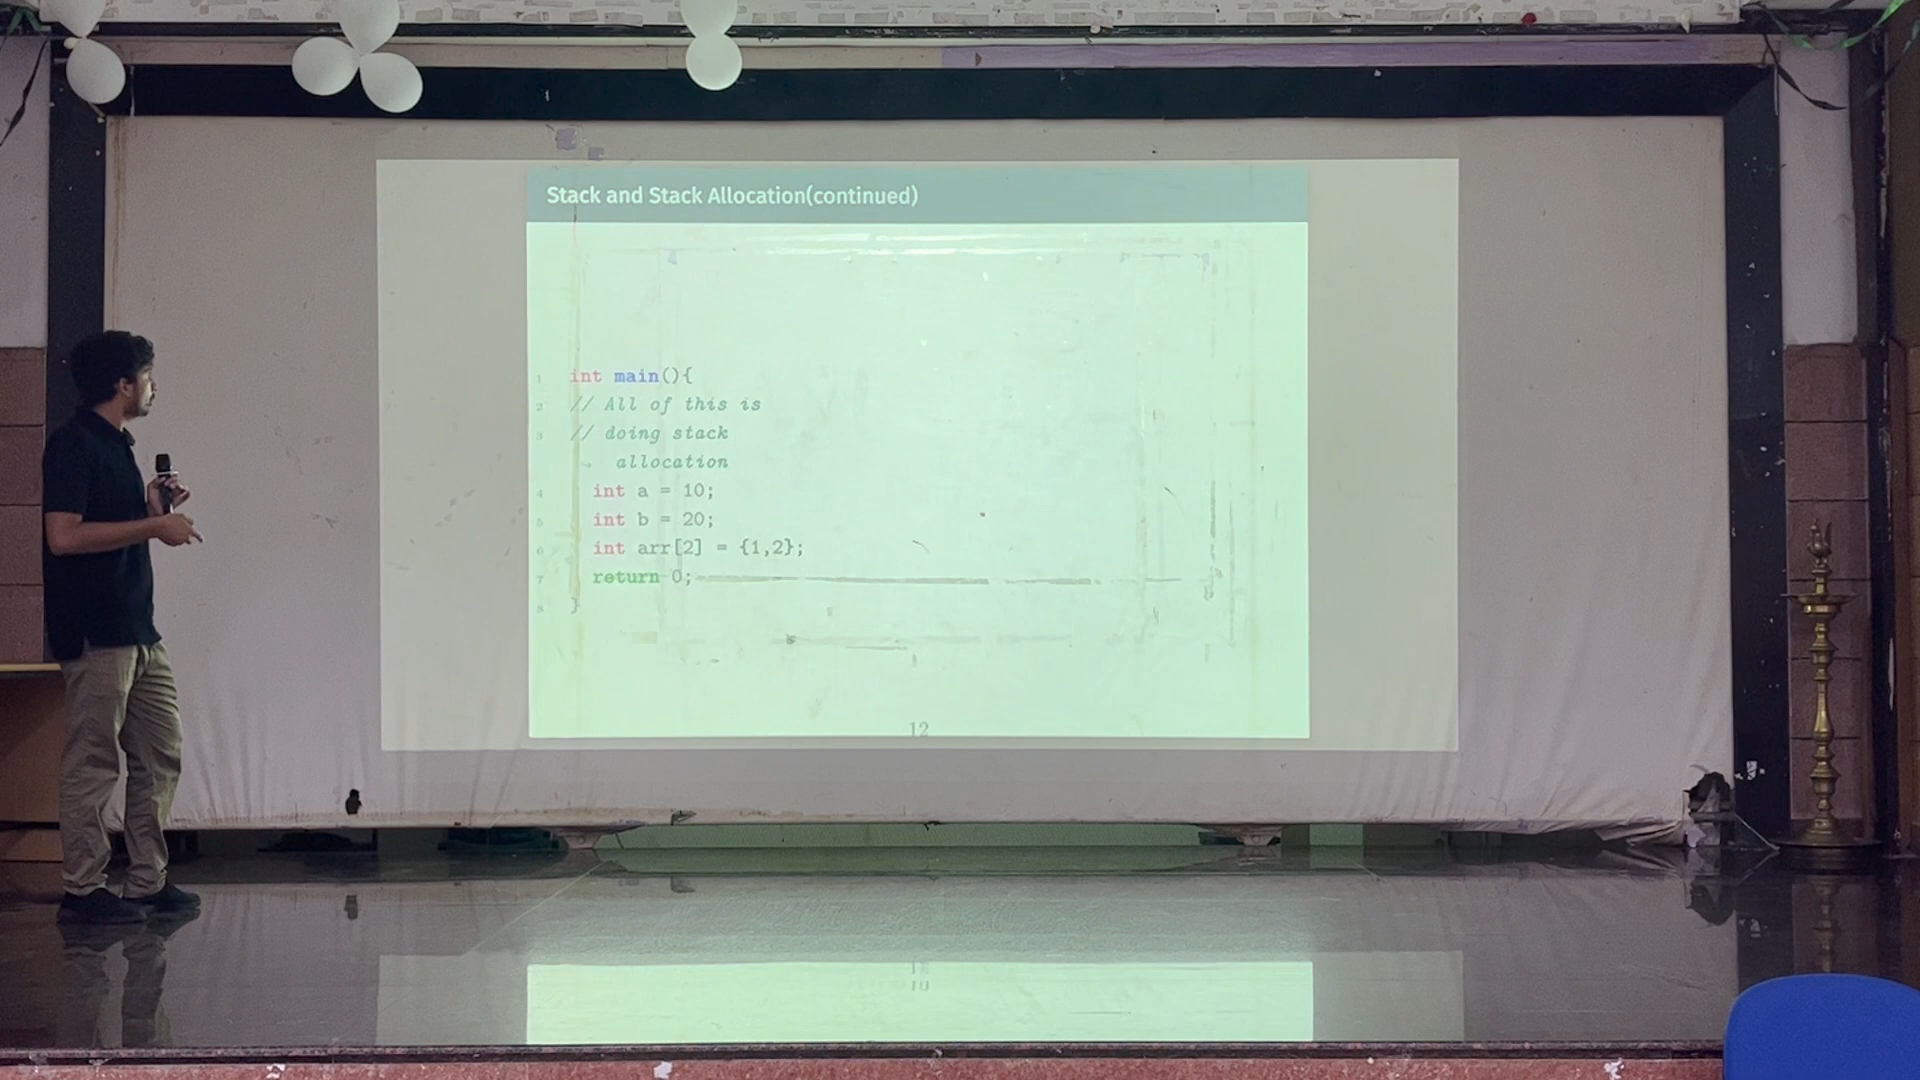 Stack and Stack Allocation(continued)
1 int main(){
2 // All of this is
3 // doing stack
↪ allocation
4 int a = 10;
5 int b = 20;
6 int arr[2] = {1,2};
7 return 0;
8 }
12